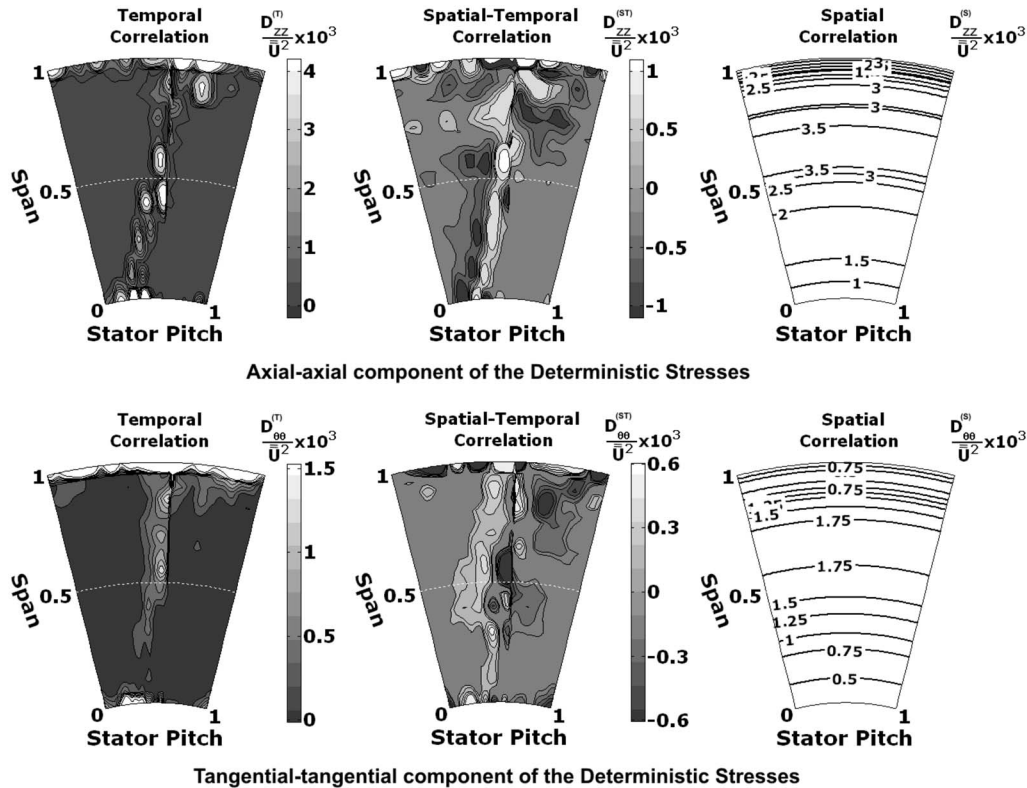 Temporal Correlation
D(T)zz / Ū̄² x10³
1
0.5
Span
0
1
Stator Pitch
4
3
2
1
0
Spatial-Temporal Correlation
D(ST)zz / Ū̄² x10³
1
0.5
Span
0
1
Stator Pitch
1
0.5
0
-0.5
-1
Spatial Correlation
D(S)zz / Ū̄² x10³
1
0.5
Span
0
1
Stator Pitch
2.5
3
3
3.5
3.5
3
2.5
2
1.5
1
Axial-axial component of the Deterministic Stresses
Temporal Correlation
D(T)θθ / Ū̄² x10³
1
0.5
Span
0
1
Stator Pitch
1.5
1
0.5
0
Spatial-Temporal Correlation
D(ST)θθ / Ū̄² x10³
1
0.5
Span
0
1
Stator Pitch
0.6
0.3
0
-0.3
-0.6
Spatial Correlation
D(S)θθ / Ū̄² x10³
1
0.5
Span
0
1
Stator Pitch
0.75
0.75
1.5
1.75
1.75
1.5
1.25
1
0.75
0.5
Tangential-tangential component of the Deterministic Stresses